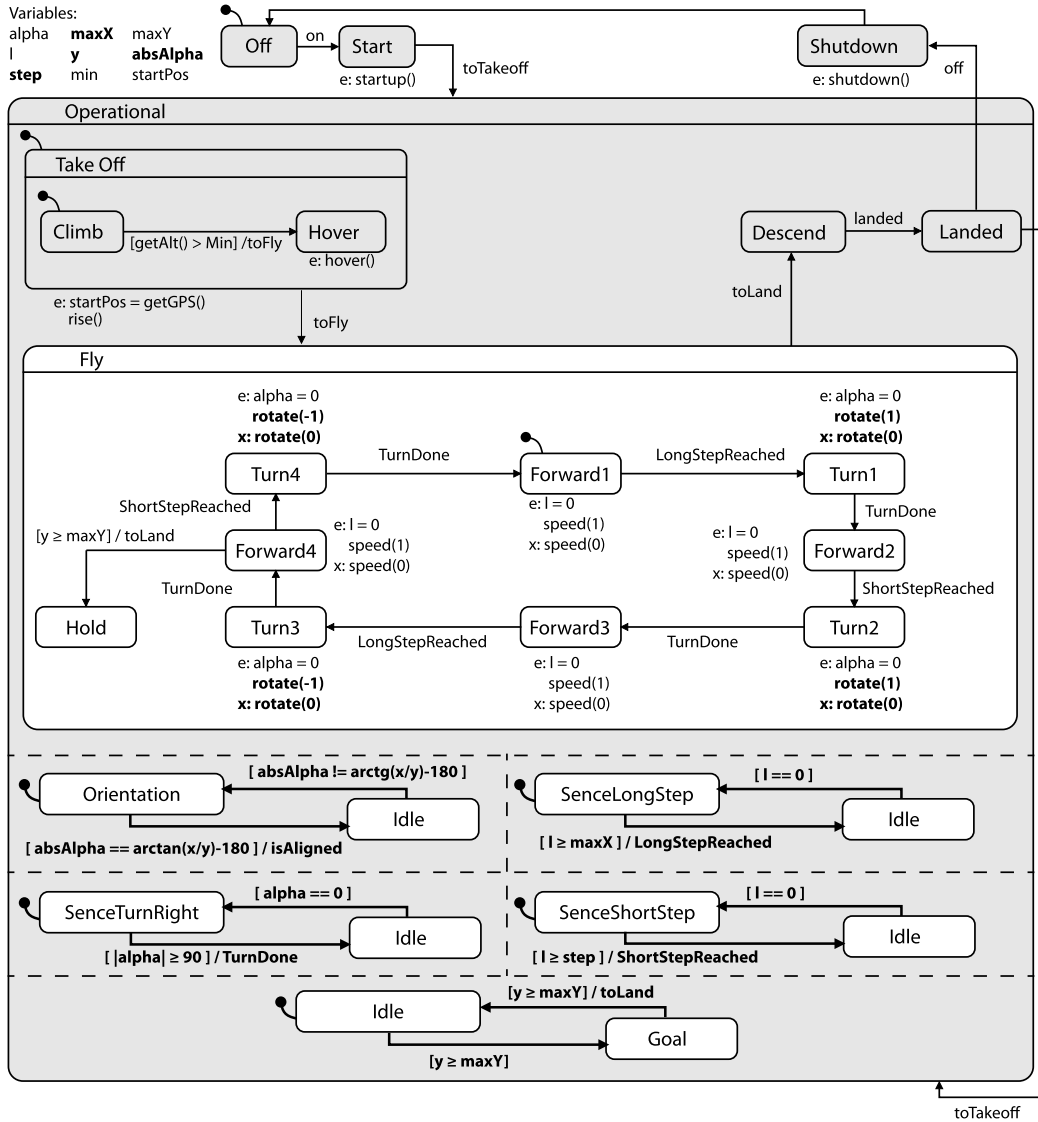 Variables:
alpha maxX maxY
l y absAlpha
step min startPos
Off
on
Start
e: startup()
toTakeoff
Shutdown
e: shutdown()
off
Operational
Take Off
Climb
[getAlt() > Min] /toFly
Hover
e: hover()
e: startPos = getGPS()
rise()
toFly
Descend
landed
Landed
toLand
Fly
e: alpha = 0
rotate(-1)
x: rotate(0)
Turn4
TurnDone
Forward1
e: l = 0
speed(1)
x: speed(0)
LongStepReached
e: alpha = 0
rotate(1)
x: rotate(0)
Turn1
TurnDone
ShortStepReached
[y ≥ maxY] / toLand
Forward4
e: l = 0
speed(1)
x: speed(0)
e: l = 0
speed(1)
x: speed(0)
Forward2
ShortStepReached
TurnDone
Hold
Turn3
e: alpha = 0
rotate(-1)
x: rotate(0)
LongStepReached
Forward3
e: l = 0
speed(1)
x: speed(0)
TurnDone
Turn2
e: alpha = 0
rotate(1)
x: rotate(0)
[ absAlpha != arctg(x/y)-180 ]
Orientation
Idle
[ absAlpha == arctan(x/y)-180 ] / isAligned
[ l == 0 ]
SenceLongStep
Idle
[ l ≥ maxX ] / LongStepReached
[ alpha == 0 ]
SenceTurnRight
Idle
[ |alpha| ≥ 90 ] / TurnDone
[ l == 0 ]
SenceShortStep
Idle
[ l ≥ step ] / ShortStepReached
[y ≥ maxY] / toLand
Idle
Goal
[y ≥ maxY]
toTakeoff